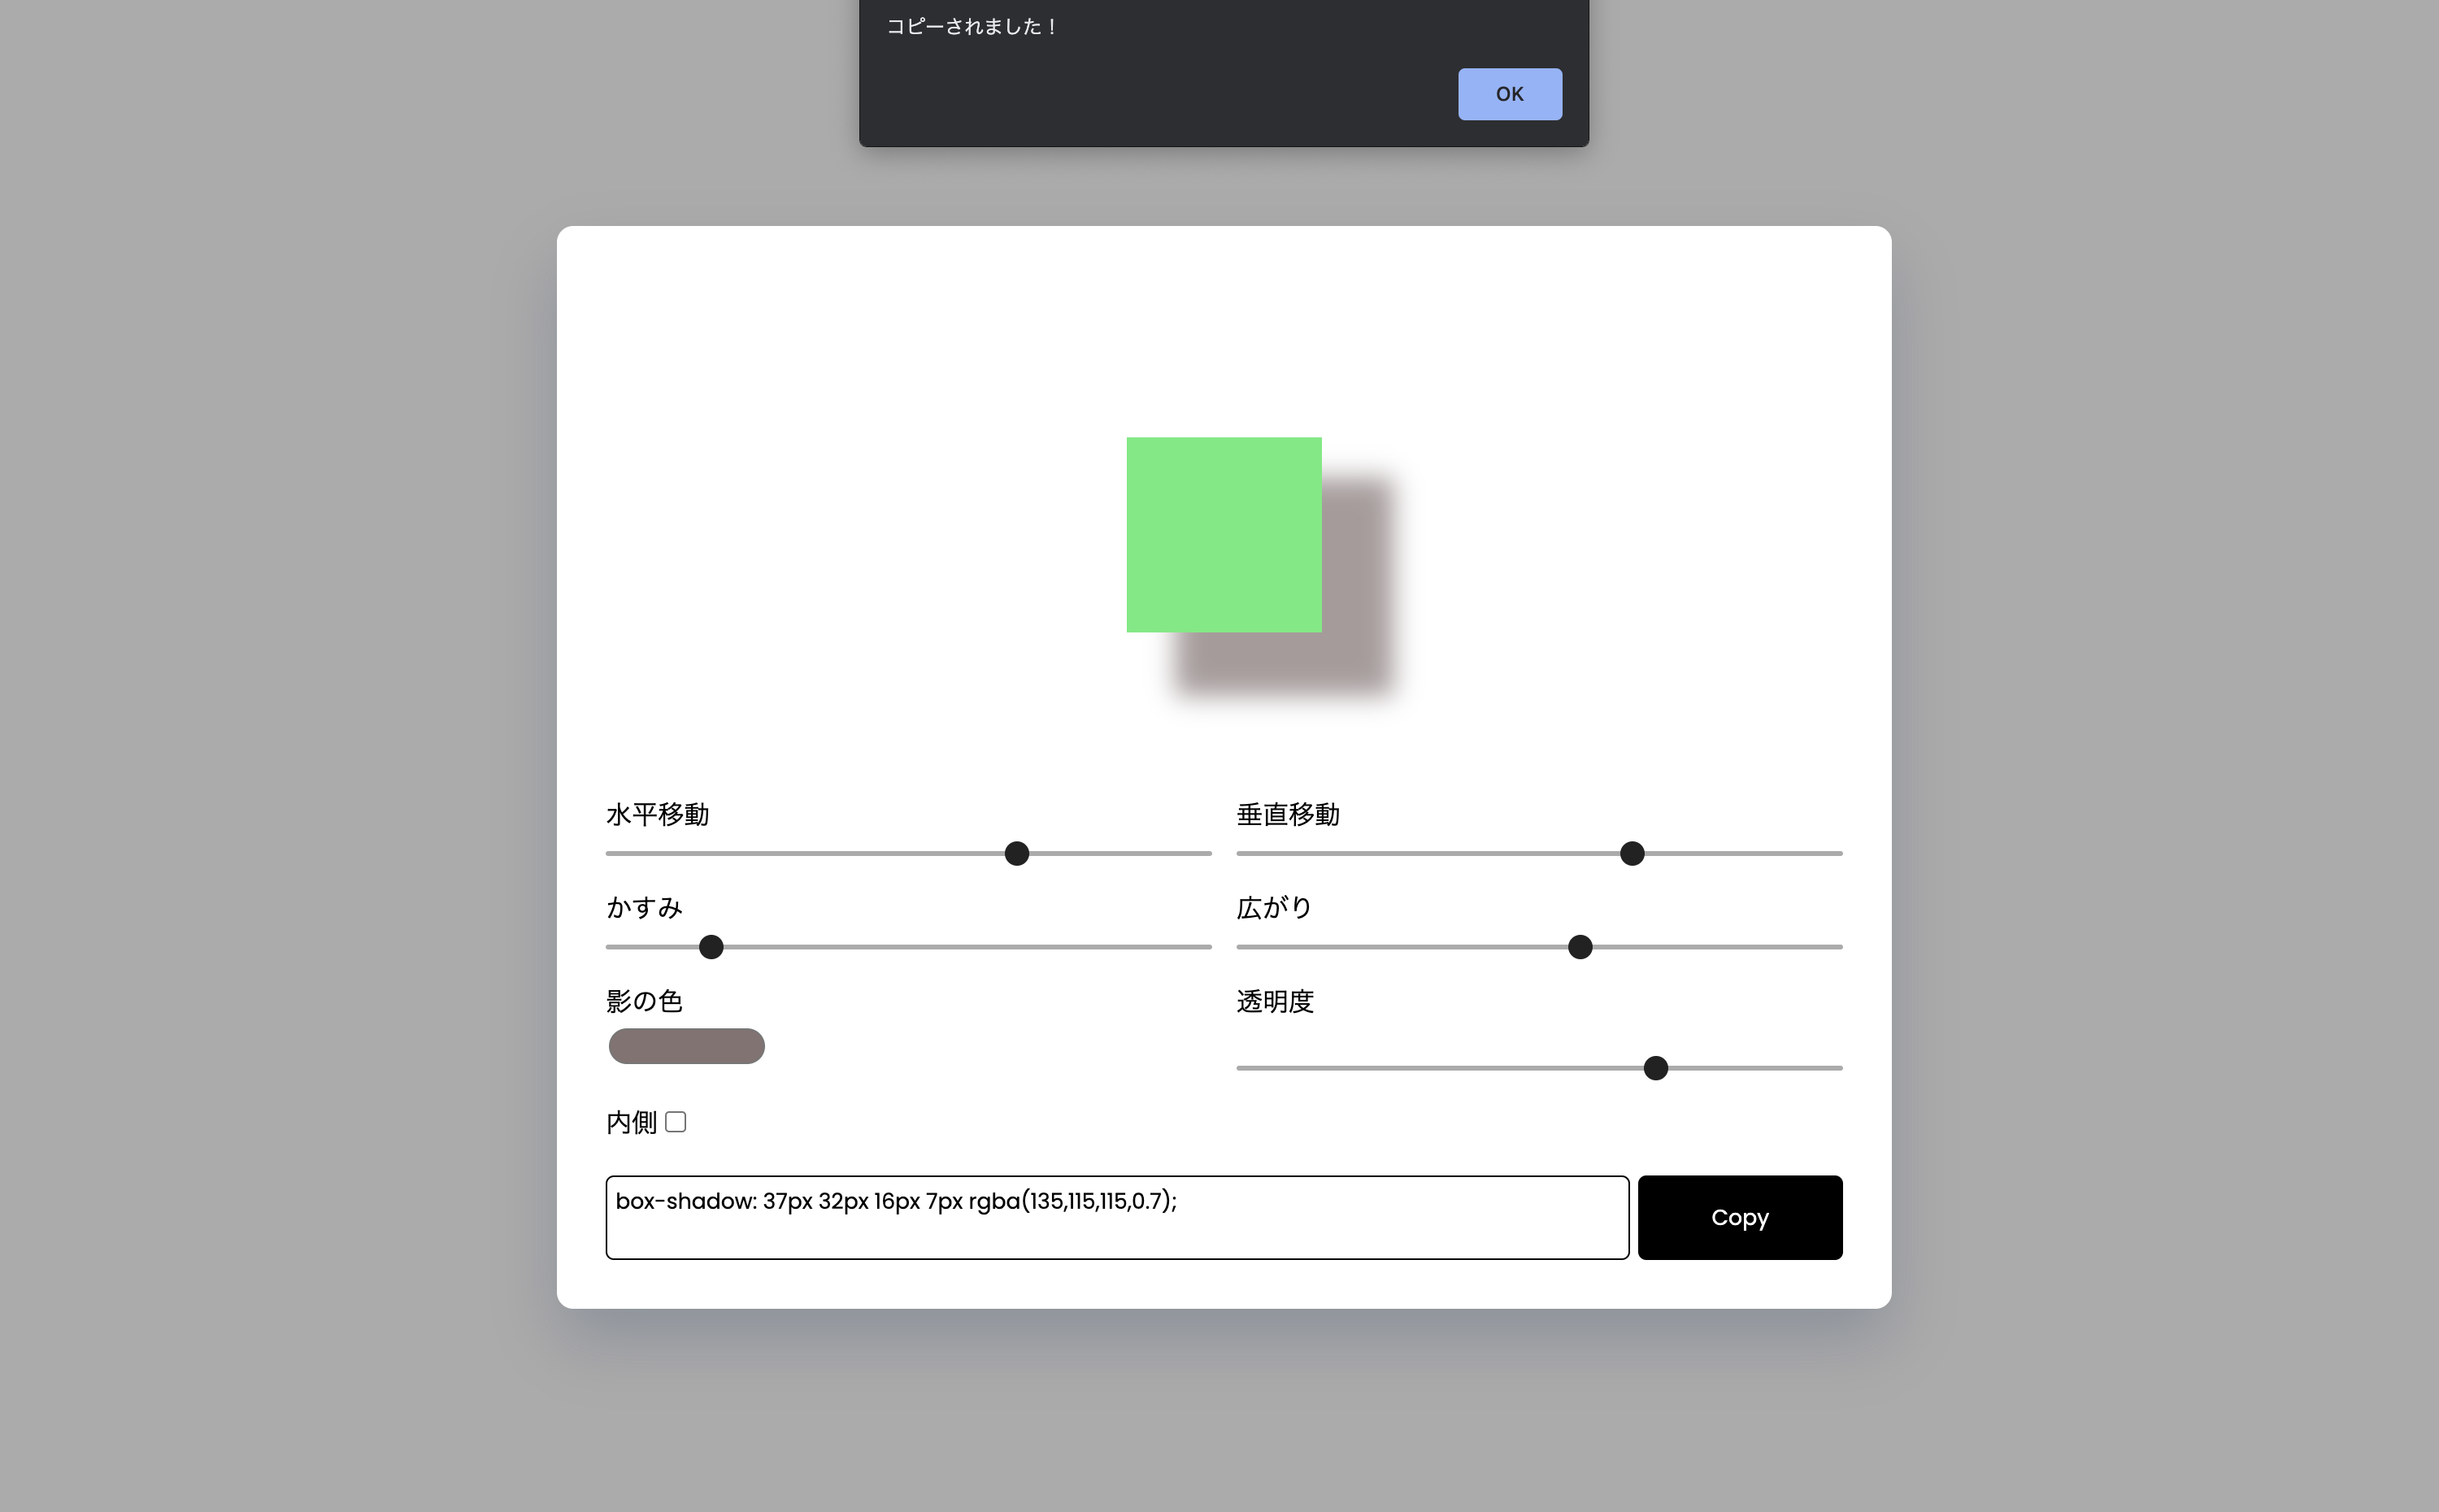 コピーされました！
OK
水平移動
垂直移動
かすみ
広がり
影の色
透明度
内側
box-shadow: 37px 32px 16px 7px rgba(135,115,115,0.7);
Copy